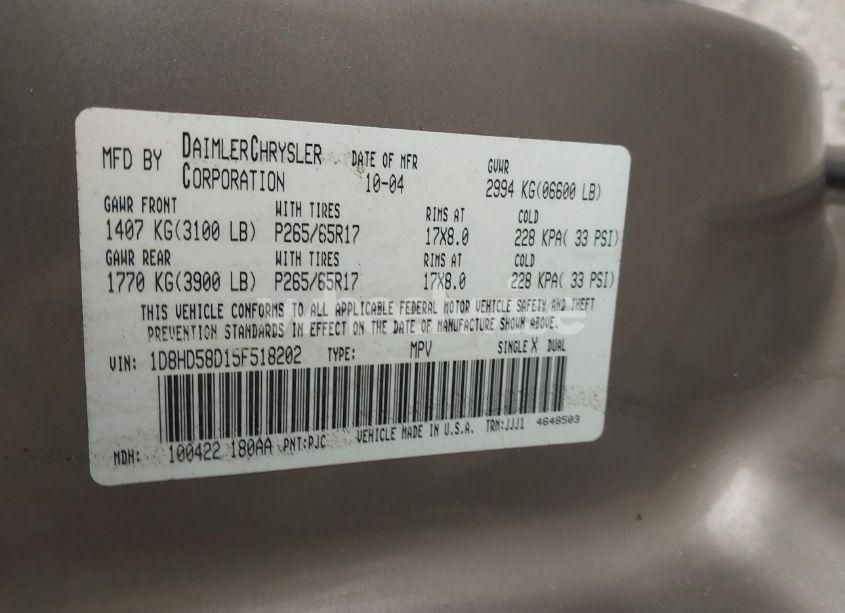 MFD BY DAIMLERCHRYSLER CORPORATION DATE OF MFR 10-04 GVWR 2994 KG(06600 LB)
GAWR FRONT WITH TIRES RIMS AT COLD
1407 KG(3100 LB) P265/65R17 17X8.0 228 KPA( 33 PSI)
GAWR REAR WITH TIRES RIMS AT COLD
1770 KG(3900 LB) P265/65R17 17X8.0 228 KPA( 33 PSI)
THIS VEHICLE CONFORMS TO ALL APPLICABLE FEDERAL MOTOR VEHICLE SAFETY AND THEFT
PREVENTION STANDARDS IN EFFECT ON THE DATE OF MANUFACTURE SHOWN ABOVE.
VIN: 1D8HD58D15F518202 TYPE: MPV SINGLE X DUAL
MDH: 100422 180AA PNT:PJC VEHICLE MADE IN U.S.A. TRM:JJJ1 4648503